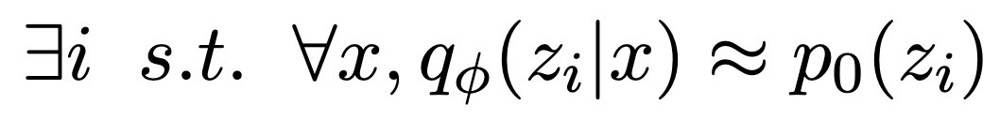 ∃i s.t. ∀x, q_ϕ(z_i|x) ≈ p_0(z_i)